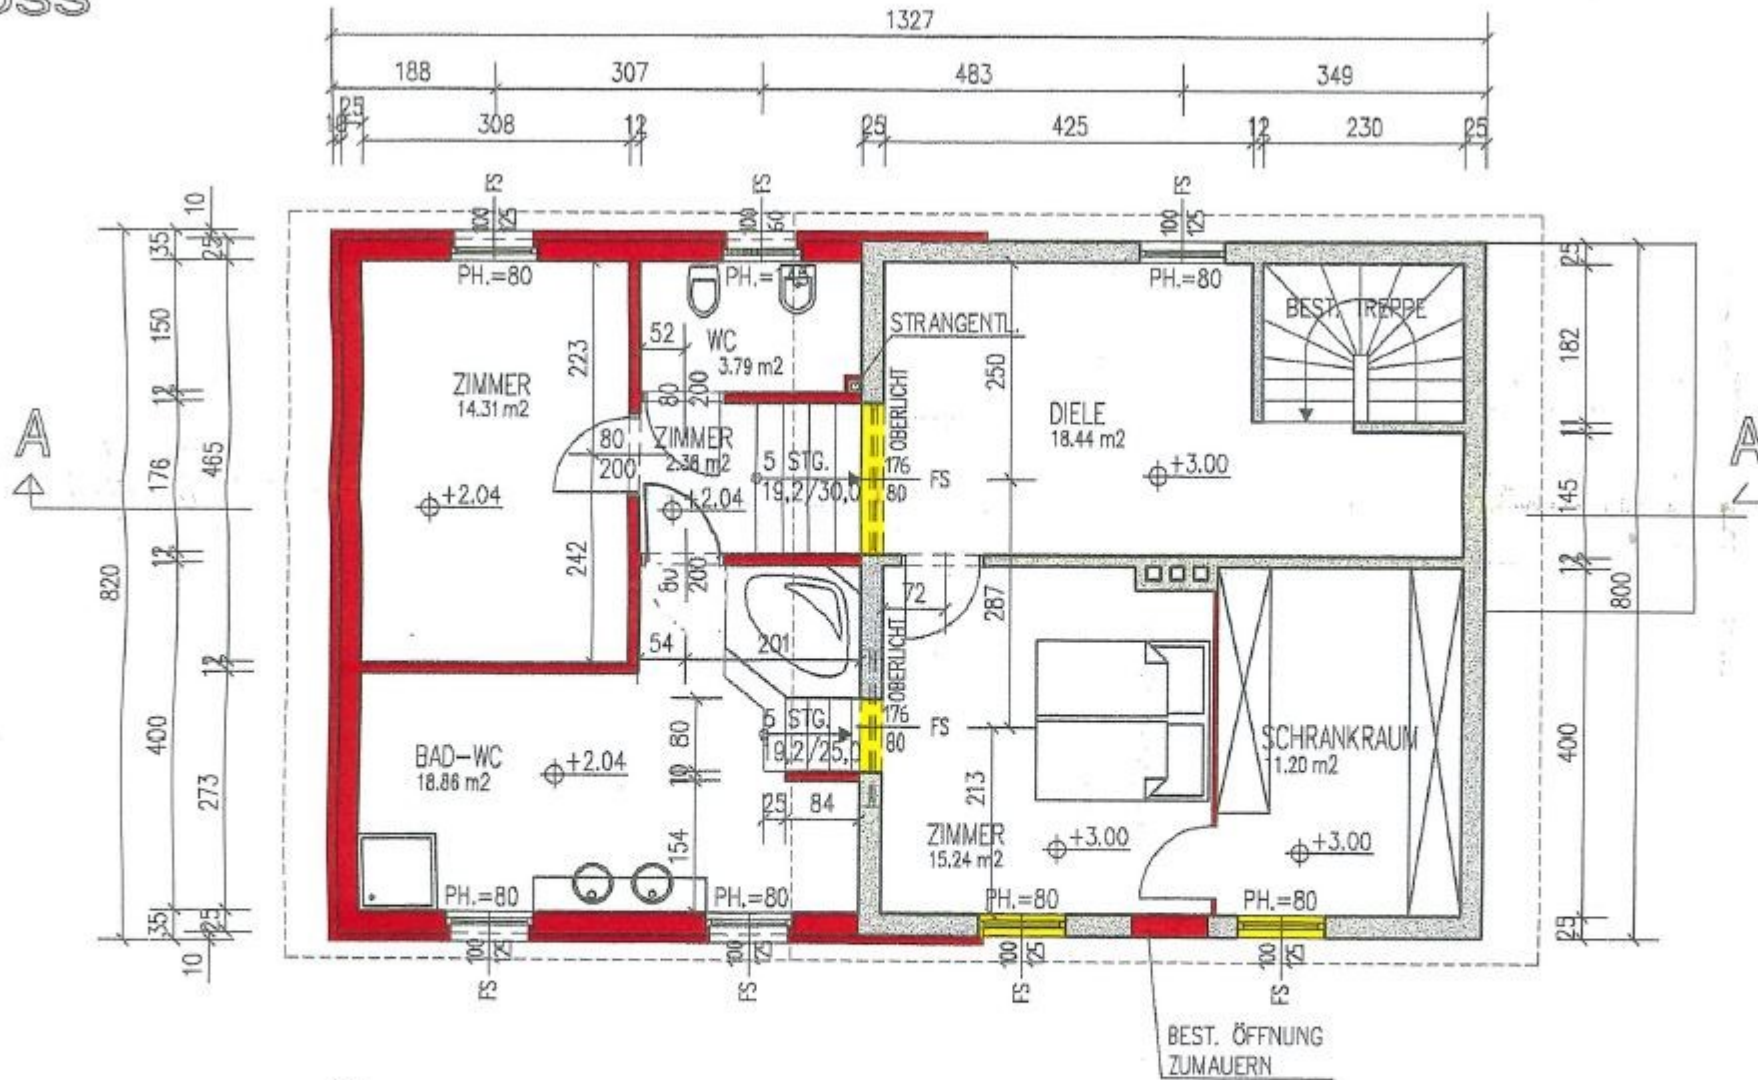 1327
188 307 483 349
25
308 12 25 425 12 230 25
10
35 25
150
12
176 465
12
820
12
400
273
35 25
10
A
A
FS
100
125
FS
100
60
FS
100
125
PH.=80
PH.=145
PH.=80
ZIMMER
14.31 m2
223
+2.04
242
52
WC
3.79 m2
80
200
80
200
ZIMMER
2.38 m2
+2.04
5 STG.
19,2/30,0
STRANGENTL.
OBERLICHT
176
80
FS
250
DIELE
18.44 m2
+3.00
BEST. TREPPE
25
182
11
145
12
400
800
25
200
54 201
72
287
OBERLICHT
176
80
FS
5 STG.
19,2/25,0
80
10
154
25 84
BAD-WC
18.86 m2
+2.04
213
ZIMMER
15.24 m2
+3.00
SCHRANKRAUM
11.20 m2
+3.00
PH.=80
PH.=80
PH.=80
PH.=80
100
125
FS
100
125
FS
100
125
FS
100
125
FS
BEST. ÖFFNUNG
ZUMAUERN